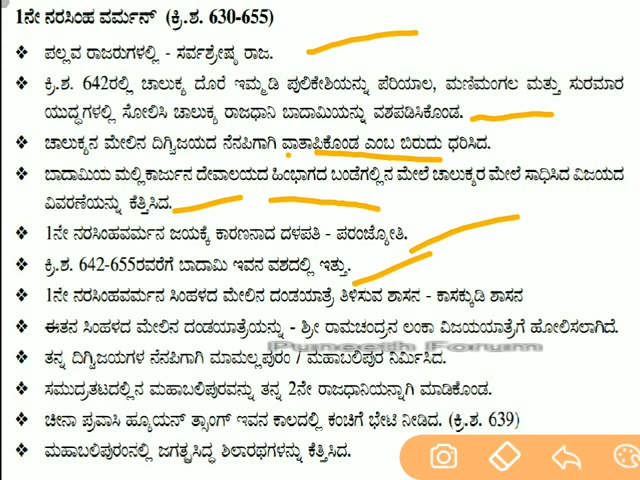 1ನೇ ನರಸಿಂಹ ವರ್ಮನ್ (ಕ್ರಿ.ಶ. 630-655)
❖ ಪಲ್ಲವ ರಾಜರುಗಳಲ್ಲಿ - ಸರ್ವಶ್ರೇಷ್ಠ ರಾಜ.
❖ ಕ್ರಿ.ಶ. 642ರಲ್ಲಿ ಚಾಲುಕ್ಯ ದೊರೆ ಇಮ್ಮಡಿ ಪುಲಿಕೇಶಿಯನ್ನು ಪೆರಿಯಾಲ, ಮಣಿಮಂಗಲ ಮತ್ತು ಸುರಮಾರ
ಯುದ್ಧಗಳಲ್ಲಿ ಸೋಲಿಸಿ ಚಾಲುಕ್ಯ ರಾಜಧಾನಿ ಬಾದಾಮಿಯನ್ನು ವಶಪಡಿಸಿಕೊಂಡ.
❖ ಚಾಲುಕ್ಯನ ಮೇಲಿನ ದಿಗ್ವಿಜಯದ ನೆನಪಿಗಾಗಿ ವಾತಾಪಿಕೊಂಡ ಎಂಬ ಬಿರುದು ಧರಿಸಿದ.
❖ ಬಾದಾಮಿಯ ಮಲ್ಲಿಕಾರ್ಜುನ ದೇವಾಲಯದ ಹಿಂಭಾಗದ ಬಂಡೆಗಲ್ಲಿನ ಮೇಲೆ ಚಾಲುಕ್ಯರ ಮೇಲೆ ಸಾಧಿಸಿದ ವಿಜಯದ
ವಿವರಣೆಯನ್ನು ಕೆತ್ತಿಸಿದ.
❖ 1ನೇ ನರಸಿಂಹವರ್ಮನ ಜಯಕ್ಕೆ ಕಾರಣನಾದ ದಳಪತಿ - ಪರಂಜ್ಯೋತಿ.
❖ ಕ್ರಿ.ಶ. 642-655ರವರೆಗೆ ಬಾದಾಮಿ ಇವನ ವಶದಲ್ಲಿ ಇತ್ತು.
❖ 1ನೇ ನರಸಿಂಹವರ್ಮನ ಸಿಂಹಳದ ಮೇಲಿನ ದಂಡಯಾತ್ರೆ ತಿಳಿಸುವ ಶಾಸನ - ಕಾಸಕ್ಕುಡಿ ಶಾಸನ
❖ ಈತನ ಸಿಂಹಳದ ಮೇಲಿನ ದಂಡಯಾತ್ರೆಯನ್ನು - ಶ್ರೀ ರಾಮಚಂದ್ರನ ಲಂಕಾ ವಿಜಯಯಾತ್ರೆಗೆ ಹೋಲಿಸಲಾಗಿದೆ.
Puneeth Forum
❖ ತನ್ನ ದಿಗ್ವಿಜಯಗಳ ನೆನಪಿಗಾಗಿ ಮಾಮಲ್ಲಪುರಂ / ಮಹಾಬಲಿಪುರ ನಿರ್ಮಿಸಿದ.
❖ ಸಮುದ್ರತಟದಲ್ಲಿನ ಮಹಾಬಲಿಪುರವನ್ನು ತನ್ನ 2ನೇ ರಾಜಧಾನಿಯನ್ನಾಗಿ ಮಾಡಿಕೊಂಡ.
❖ ಚೀನಾ ಪ್ರವಾಸಿ ಹ್ಯೂಯನ್ ತ್ಸಾಂಗ್ ಇವನ ಕಾಲದಲ್ಲಿ ಕಂಚಿಗೆ ಭೇಟಿ ನೀಡಿದ. (ಕ್ರಿ.ಶ. 639)
❖ ಮಹಾಬಲಿಪುರಂನಲ್ಲಿ ಜಗತ್ಪ್ರಸಿದ್ಧ ಶಿಲಾರಥಗಳನ್ನು ಕೆತ್ತಿಸಿದ.